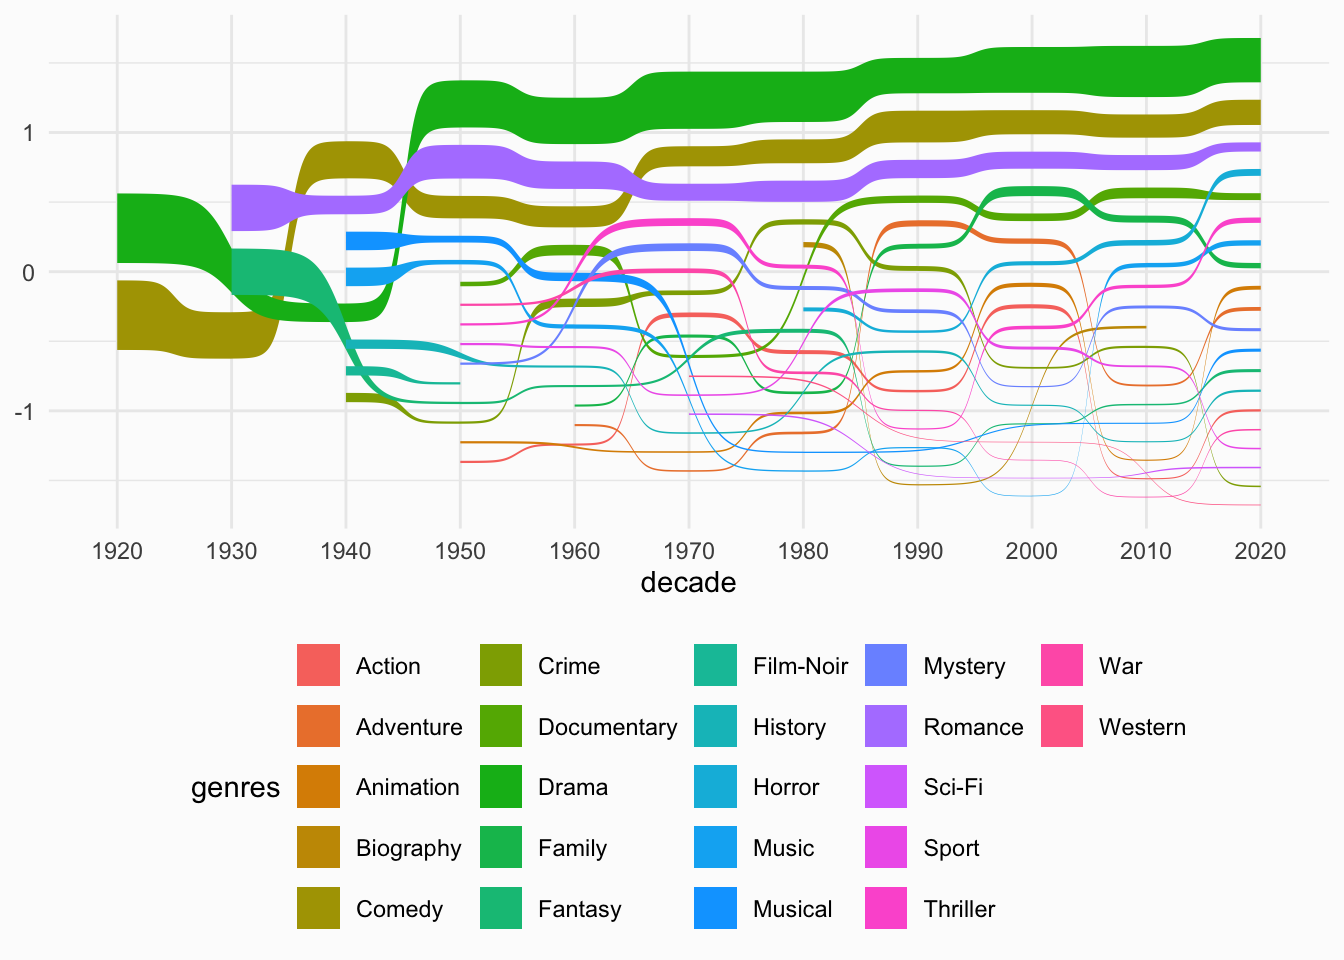 1
0
-1
1920 1930 1940 1950 1960 1970 1980 1990 2000 2010 2020
decade
genres
Action Crime Film-Noir Mystery War
Adventure Documentary History Romance Western
Animation Drama Horror Sci-Fi
Biography Family Music Sport
Comedy Fantasy Musical Thriller